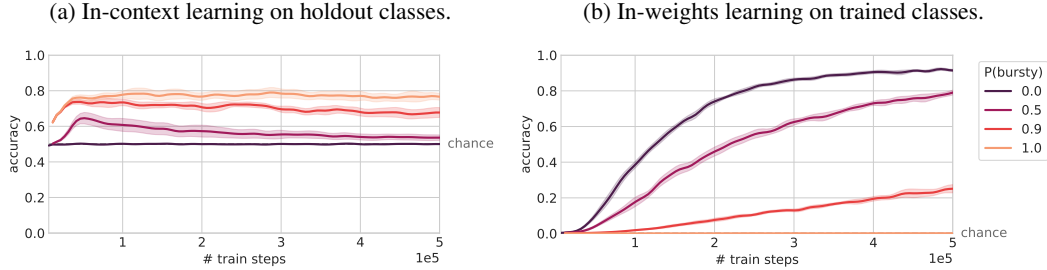 (a) In-context learning on holdout classes.
1.0
0.8
0.6
0.4
0.2
0.0
accuracy
chance
1 2 3 4 5
# train steps
1e5
(b) In-weights learning on trained classes.
1.0
0.8
0.6
0.4
0.2
0.0
accuracy
chance
1 2 3 4 5
# train steps
1e5
P(bursty)
0.0
0.5
0.9
1.0